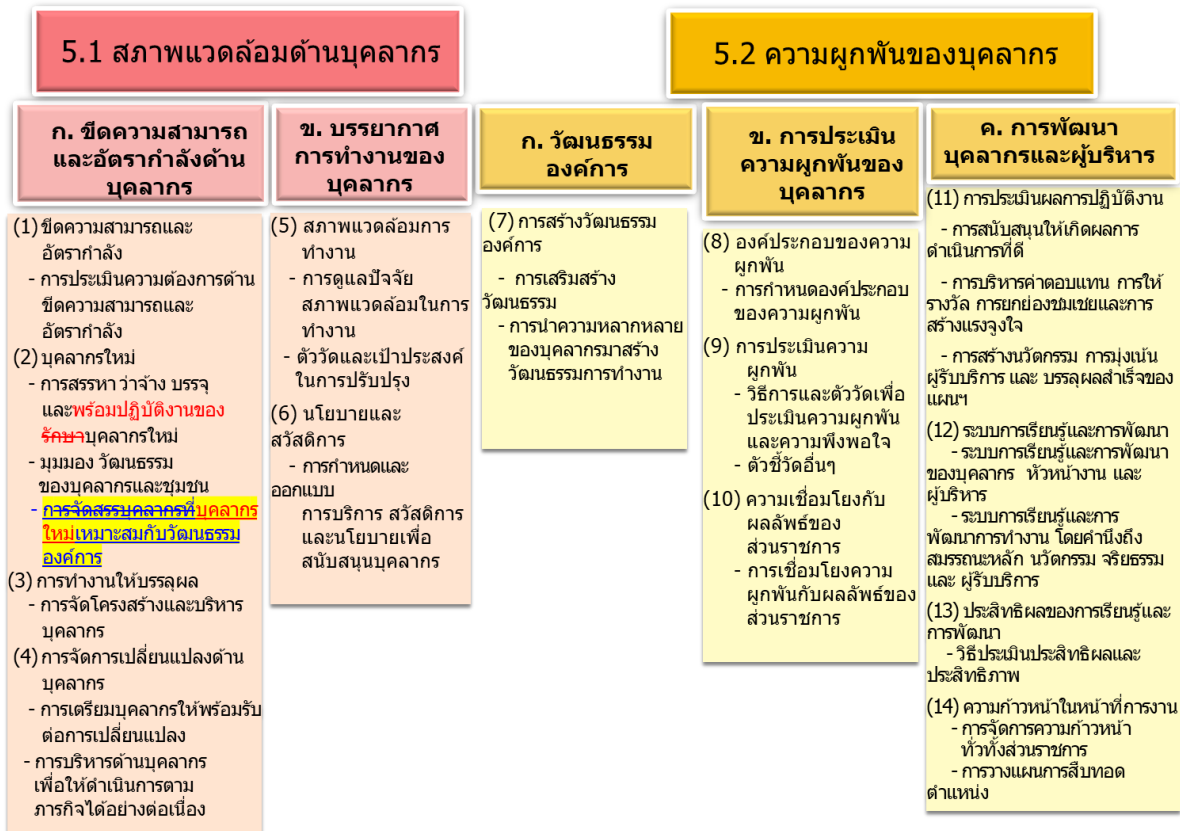 5.1 สภาพแวดล้อมด้านบุคลากร
ก. ขีดความสามารถ
และอัตรากำลังด้าน
บุคลากร
(1) ขีดความสามารถและ
อัตรากำลัง
- การประเมินความต้องการด้าน
ขีดความสามารถและ
อัตรากำลัง
(2) บุคลากรใหม่
- การสรรหา ว่าจ้าง บรรจุ
และพร้อมปฏิบัติงานของ
รักษาบุคลากรใหม่
- มุมมอง วัฒนธรรม
ของบุคลากรและชุมชน
- การจัดสรรบุคลากรที่บุคลากร
ใหม่เหมาะสมกับวัฒนธรรม
องค์การ
(3) การทำงานให้บรรลุผล
- การจัดโครงสร้างและบริหาร
บุคลากร
(4) การจัดการเปลี่ยนแปลงด้าน
บุคลากร
- การเตรียมบุคลากรให้พร้อมรับ
ต่อการเปลี่ยนแปลง
- การบริหารด้านบุคลากร
เพื่อให้ดำเนินการตาม
ภารกิจได้อย่างต่อเนื่อง
ข. บรรยากาศ
การทำงานของ
บุคลากร
(5) สภาพแวดล้อมการ
ทำงาน
- การดูแลปัจจัย
สภาพแวดล้อมในการ
ทำงาน
- ตัววัดและเป้าประสงค์
ในการปรับปรุง
(6) นโยบายและ
สวัสดิการ
- การกำหนดและ
ออกแบบ
การบริการ สวัสดิการ
และนโยบายเพื่อ
สนับสนุนบุคลากร
5.2 ความผูกพันของบุคลากร
ก. วัฒนธรรม
องค์การ
(7) การสร้างวัฒนธรรม
องค์การ
- การเสริมสร้าง
วัฒนธรรม
- การนำความหลากหลาย
ของบุคลากรมาสร้าง
วัฒนธรรมการทำงาน
ข. การประเมิน
ความผูกพันของ
บุคลากร
(8) องค์ประกอบของความ
ผูกพัน
- การกำหนดองค์ประกอบ
ของความผูกพัน
(9) การประเมินความ
ผูกพัน
- วิธีการและตัววัดเพื่อ
ประเมินความผูกพัน
และความพึงพอใจ
- ตัวชี้วัดอื่นๆ
(10) ความเชื่อมโยงกับ
ผลลัพธ์ของ
ส่วนราชการ
- การเชื่อมโยงความ
ผูกพันกับผลลัพธ์ของ
ส่วนราชการ
ค. การพัฒนา
บุคลากรและผู้บริหาร
(11) การประเมินผลการปฏิบัติงาน
- การสนับสนุนให้เกิดผลการ
ดำเนินการที่ดี
- การบริหารค่าตอบแทน การให้
รางวัล การยกย่องชมเชยและการ
สร้างแรงจูงใจ
- การสร้างนวัตกรรม การมุ่งเน้น
ผู้รับบริการ และ บรรลุผลสำเร็จของ
แผนฯ
(12) ระบบการเรียนรู้และการพัฒนา
- ระบบการเรียนรู้และการพัฒนา
ของบุคลากร หัวหน้างาน และ
ผู้บริหาร
- ระบบการเรียนรู้และการ
พัฒนาการทำงาน โดยคำนึงถึง
สมรรถนะหลัก นวัตกรรม จริยธรรม
และ ผู้รับบริการ
(13) ประสิทธิผลของการเรียนรู้และ
การพัฒนา
- วิธีประเมินประสิทธิผลและ
ประสิทธิภาพ
(14) ความก้าวหน้าในหน้าที่การงาน
- การจัดการความก้าวหน้า
ทั่วทั้งส่วนราชการ
- การวางแผนการสืบทอด
ตำแหน่ง